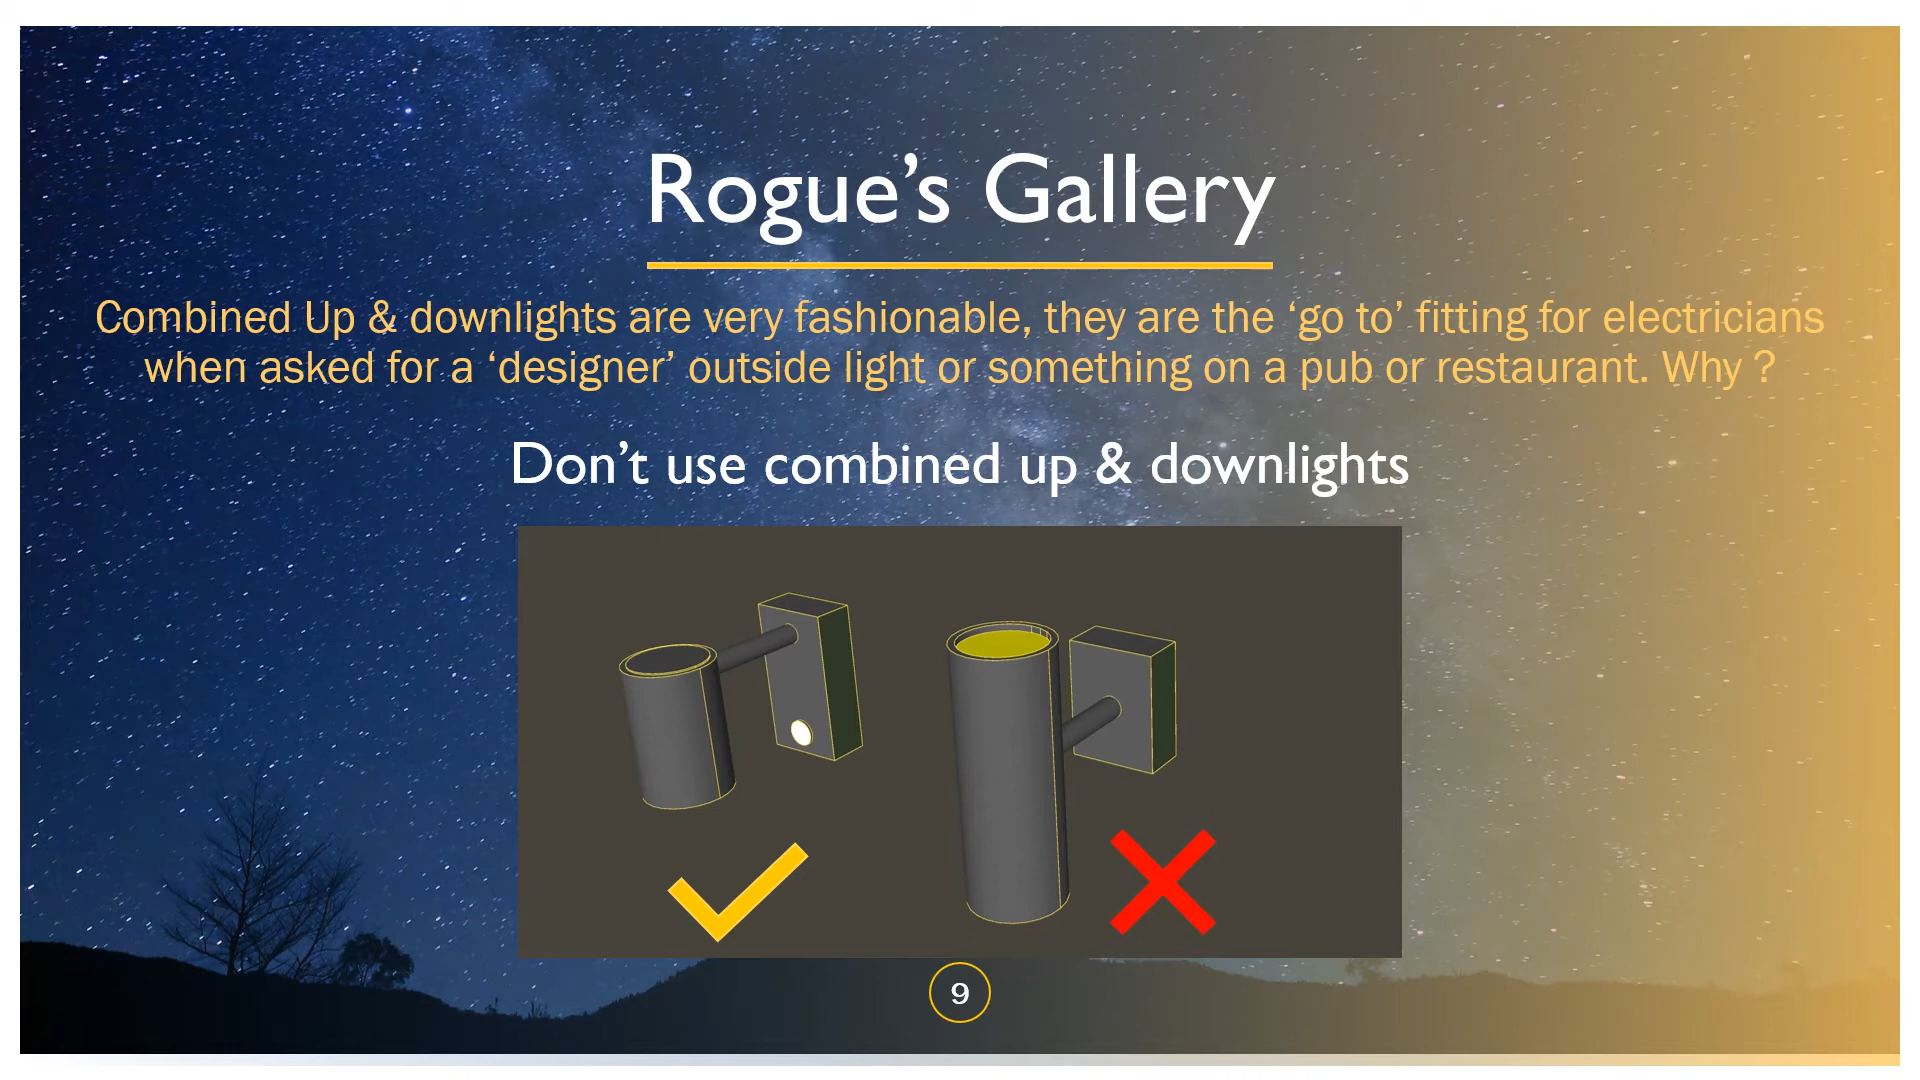 Rogue’s Gallery
Combined Up & downlights are very fashionable, they are the ‘go to’ fitting for electricians
when asked for a ‘designer’ outside light or something on a pub or restaurant. Why ?
Don’t use combined up & downlights
9